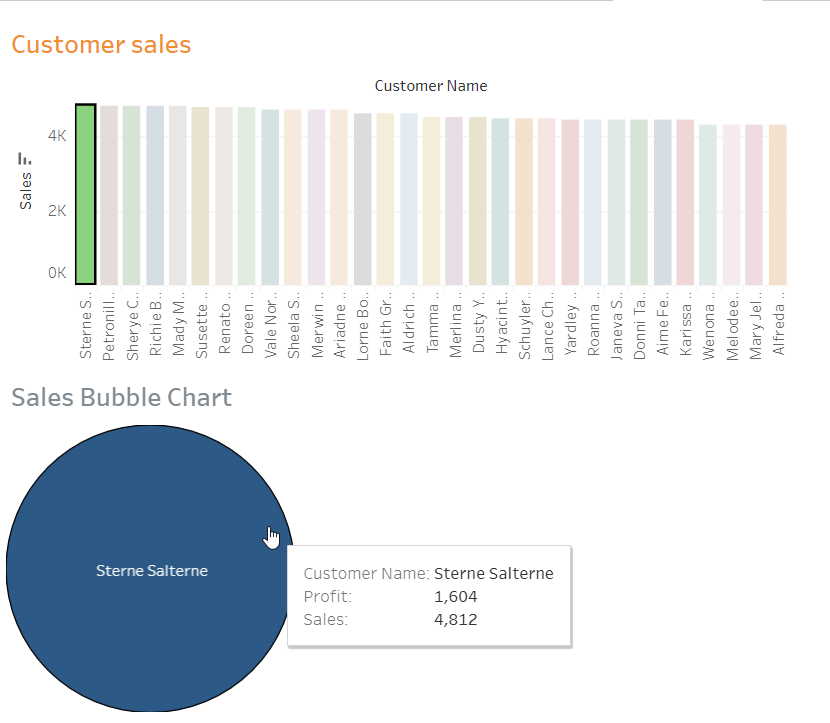 Customer sales
Customer Name
4K
2K
0K
Sales
Sterne S..
Petronill..
Sherye C..
Richie B..
Mady M..
Susette ..
Renato ..
Doreen ..
Vale Nor..
Sheela S..
Merwin ..
Ariadne ..
Lorne Bo..
Faith Gr..
Aldrich ..
Tamma ..
Merlina ..
Dusty Y..
Hyacint..
Schuyler..
Lance Ch..
Yardley ..
Roanna ..
Janeva S..
Donni Ta..
Aime Fe..
Karissa ..
Wenona ..
Melodee..
Mary Jel..
Alfreda ..
Sales Bubble Chart
Sterne Salterne
Customer Name: Sterne Salterne
Profit: 1,604
Sales: 4,812